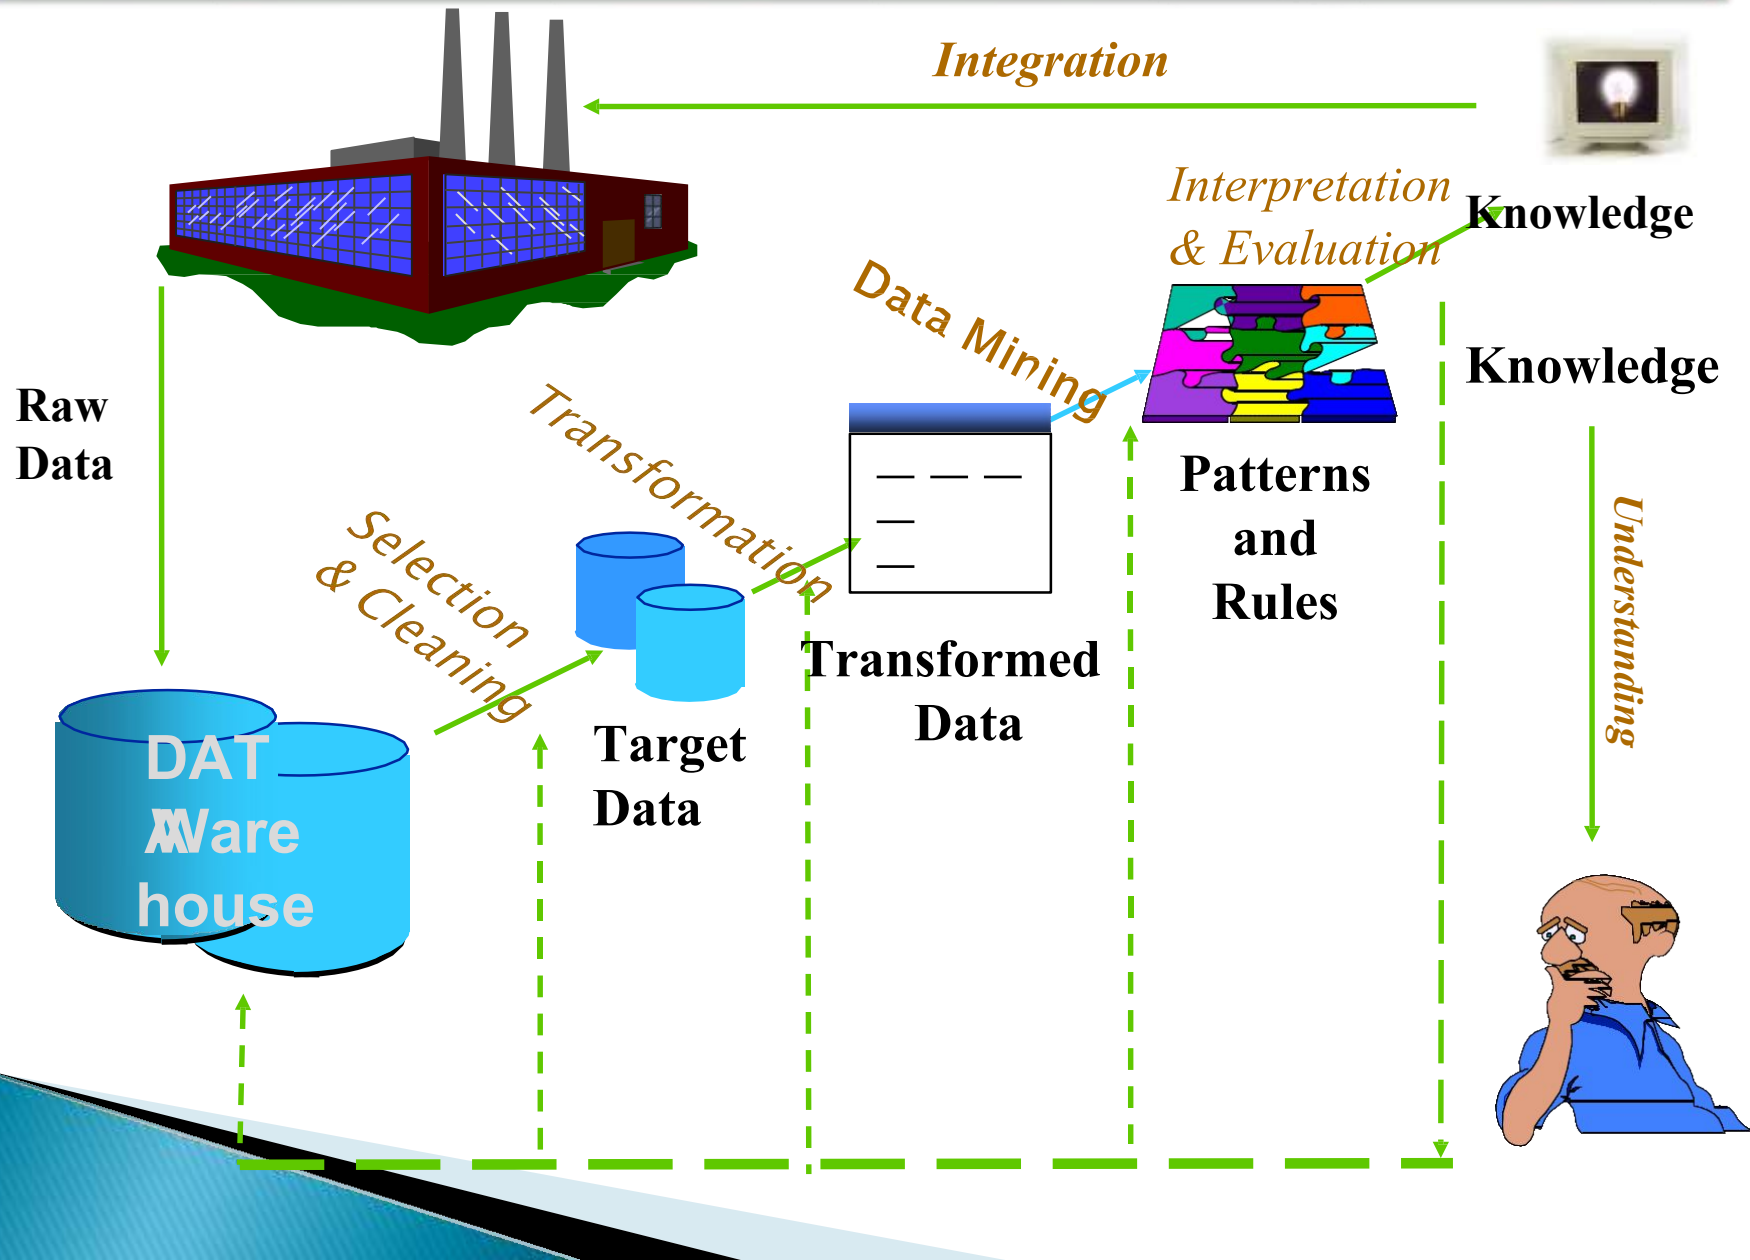 Integration
Interpretation
& Evaluation
Knowledge
Data Mining
Knowledge
Raw
Data
Transformation
Patterns
and
Rules
Selection
& Cleaning
Understanding
Transformed
Data
Target
Data
DAT
A
Ware
house